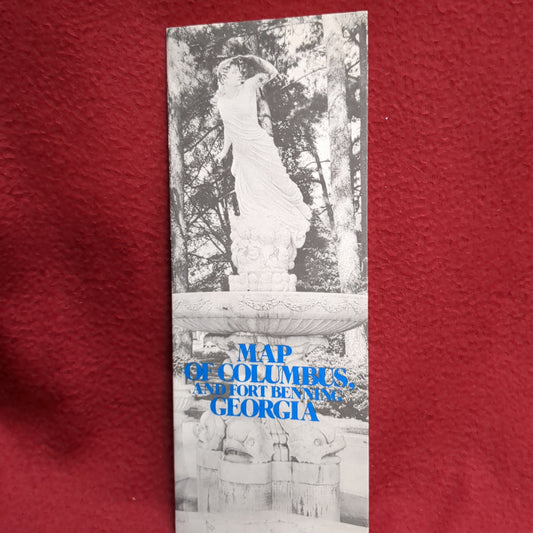 MAP
OF COLUMBUS,
AND FORT BENNING
GEORGIA